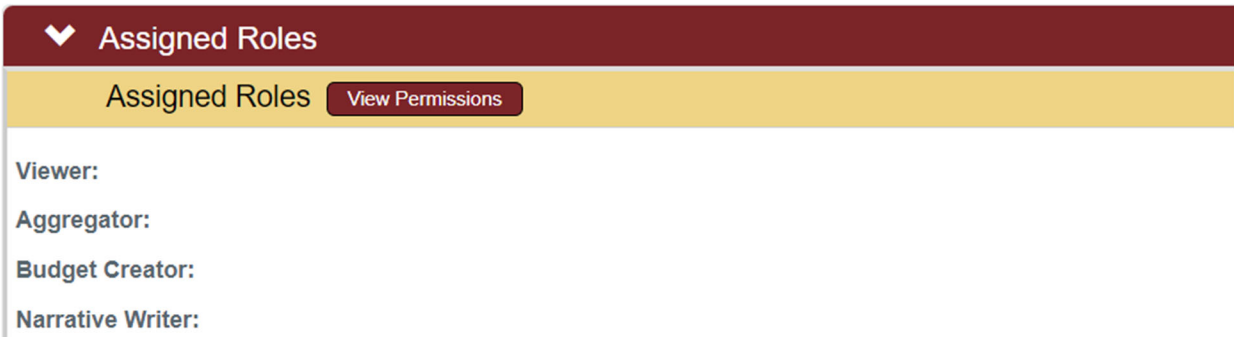 Assigned Roles
Assigned Roles View Permissions
Viewer:
Aggregator:
Budget Creator:
Narrative Writer: